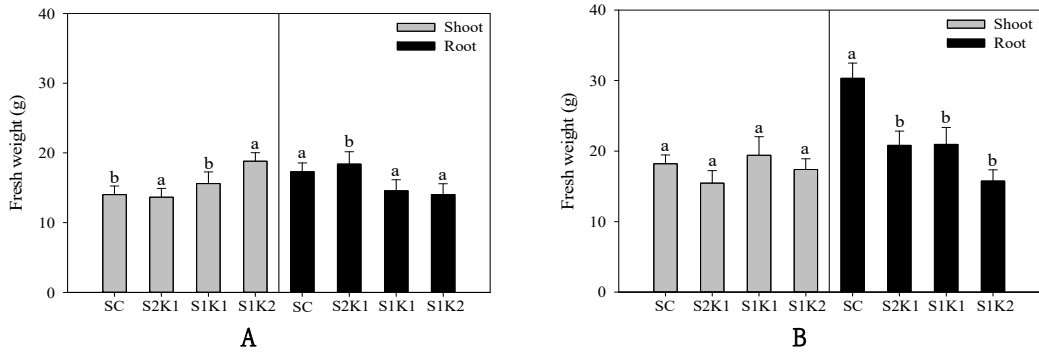 40
30
20
10
0
Fresh weight (g)
Shoot
Root
b
a
b
a
a
b
a
a
SC S2K1 S1K1 S1K2 SC S2K1 S1K1 S1K2
A
40
30
20
10
0
Fresh weight (g)
Shoot
Root
a
a
a
a
a
b
b
b
SC S2K1 S1K1 S1K2 SC S2K1 S1K1 S1K2
B